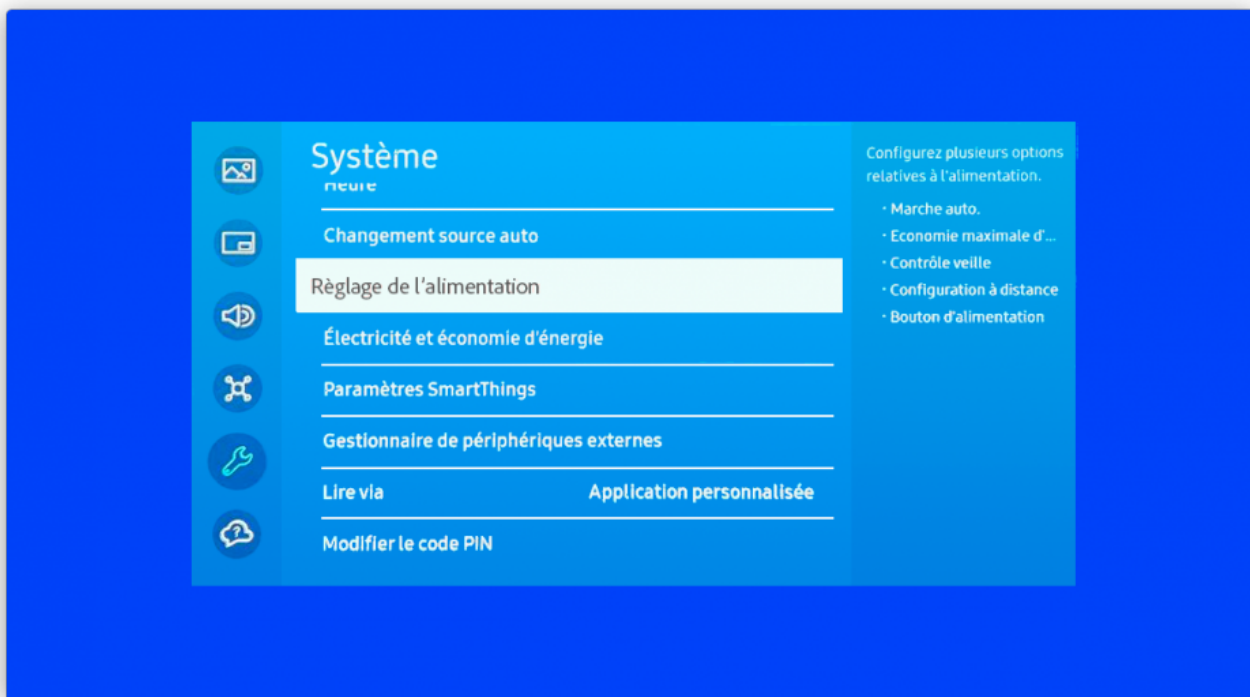 Système
Heure
Changement source auto
Règlage de l'alimentation
Électricité et économie d'énergie
Paramètres SmartThings
Gestionnaire de périphériques externes
Lire via Application personnalisée
Modifier le code PIN
Configurez plusieurs options
relatives à l'alimentation.
· Marche auto.
· Economie maximale d'...
· Contrôle veille
· Configuration à distance
· Bouton d'alimentation